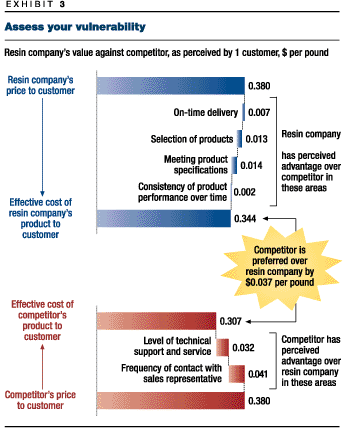 EXHIBIT 3
Assess your vulnerability
Resin company's value against competitor, as perceived by 1 customer, $ per pound
Resin company's
price to customer
0.380
On-time delivery
0.007
Selection of products
0.013
Meeting product
specifications
0.014
Consistency of product
performance over time
0.002
Resin company
has perceived
advantage over
competitor in
these areas
Effective cost of
resin company's
product to
customer
0.344
Competitor is
preferred over
resin company by
$0.037 per pound
Effective cost of
competitor's
product to
customer
0.307
Level of technical
support and service
0.032
Frequency of contact with
sales representative
0.041
Competitor has
perceived
advantage over
resin company
in these areas
Competitor's price
to customer
0.380